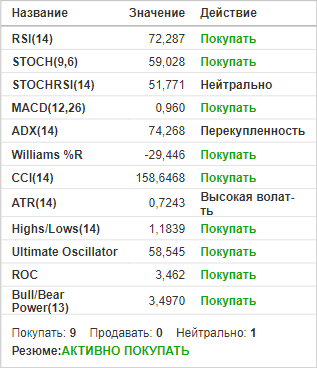 Название Значение Действие
RSI(14) 72,287 Покупать
STOCH(9,6) 59,028 Покупать
STOCHRSI(14) 51,771 Нейтрально
MACD(12,26) 0,960 Покупать
ADX(14) 74,268 Перекупленность
Williams %R -29,446 Покупать
CCI(14) 158,6468 Покупать
ATR(14) 0,7243 Высокая волат-
ть
Highs/Lows(14) 1,1839 Покупать
Ultimate Oscillator 58,545 Покупать
ROC 3,462 Покупать
Bull/Bear
Power(13) 3,4970 Покупать
Покупать: 9 Продавать: 0 Нейтрально: 1
Резюме:АКТИВНО ПОКУПАТЬ